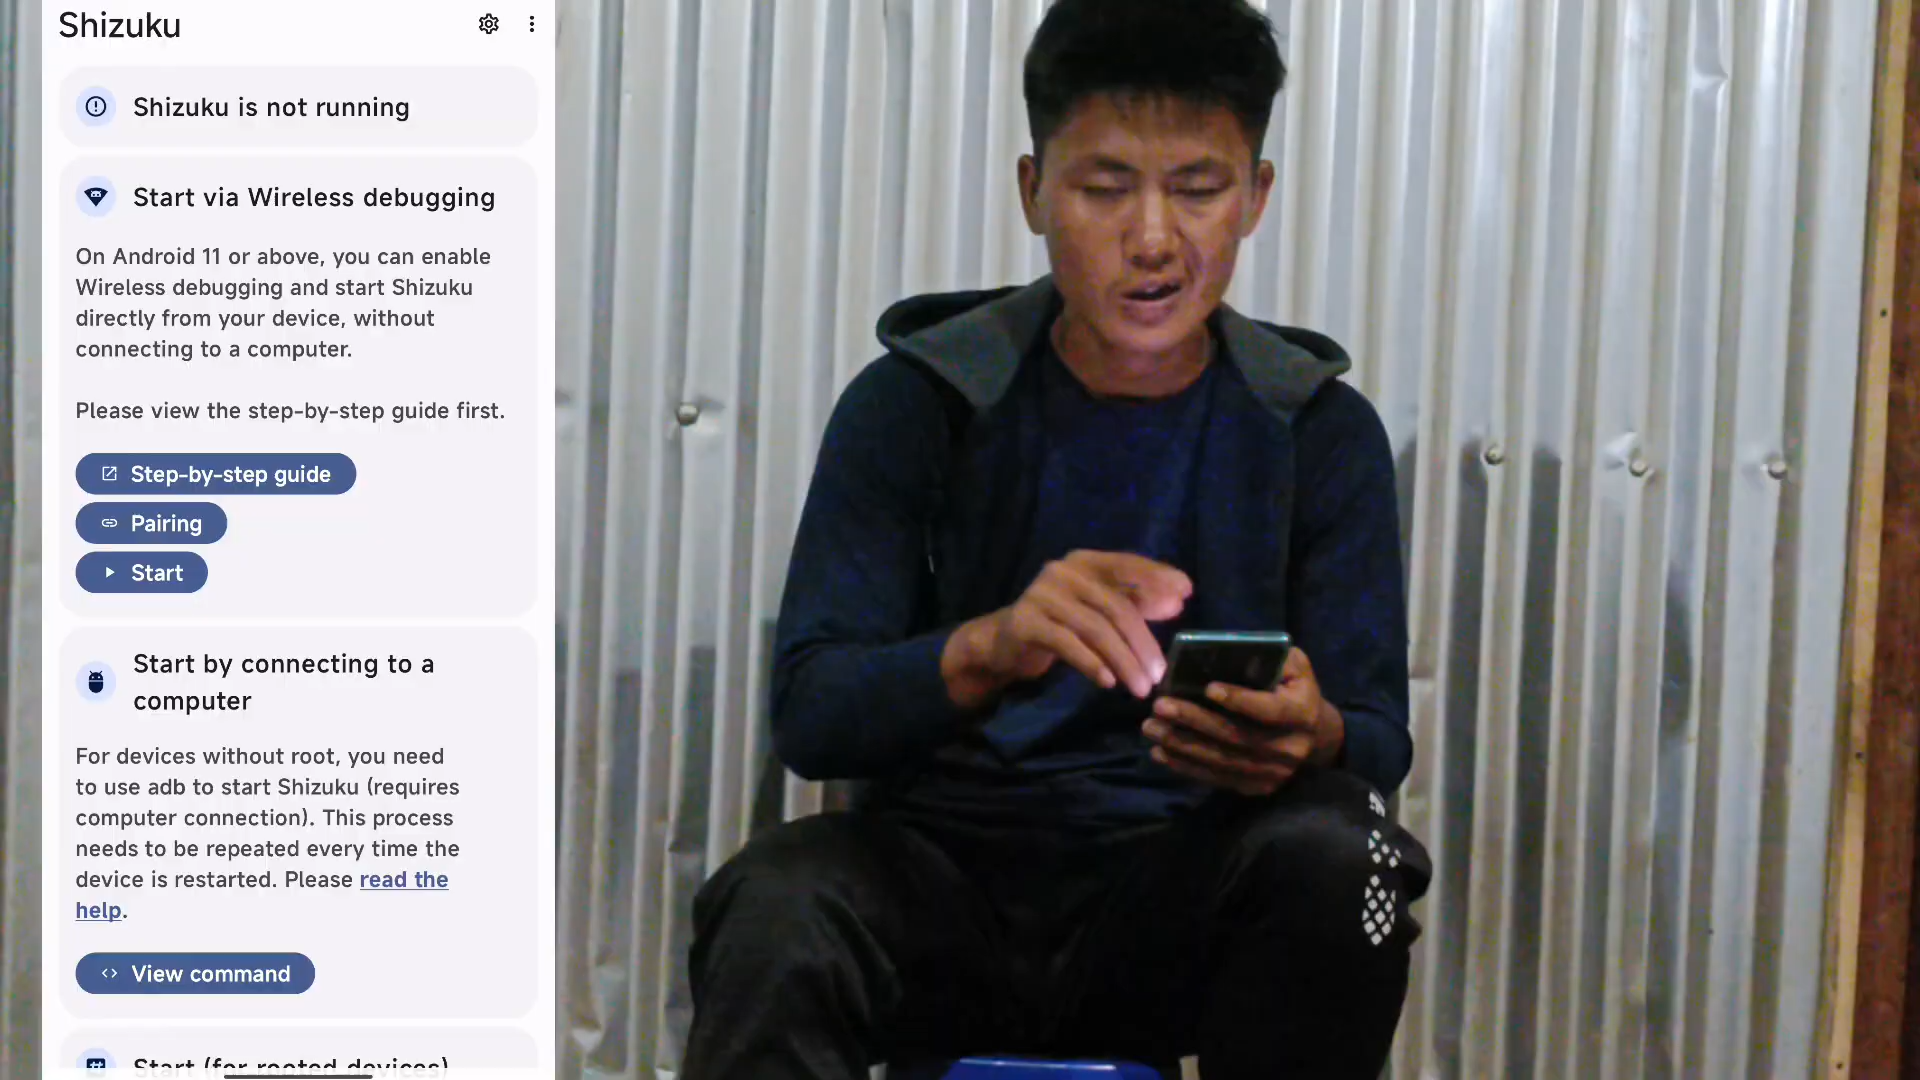 Shizuku
Shizuku is not running
Start via Wireless debugging
On Android 11 or above, you can enable
Wireless debugging and start Shizuku
directly from your device, without
connecting to a computer.
Please view the step-by-step guide first.
Step-by-step guide
Pairing
Start
Start by connecting to a
computer
For devices without root, you need
to use adb to start Shizuku (requires
computer connection). This process
needs to be repeated every time the
device is restarted. Please read the
help.
View command
Start (for rooted devices)